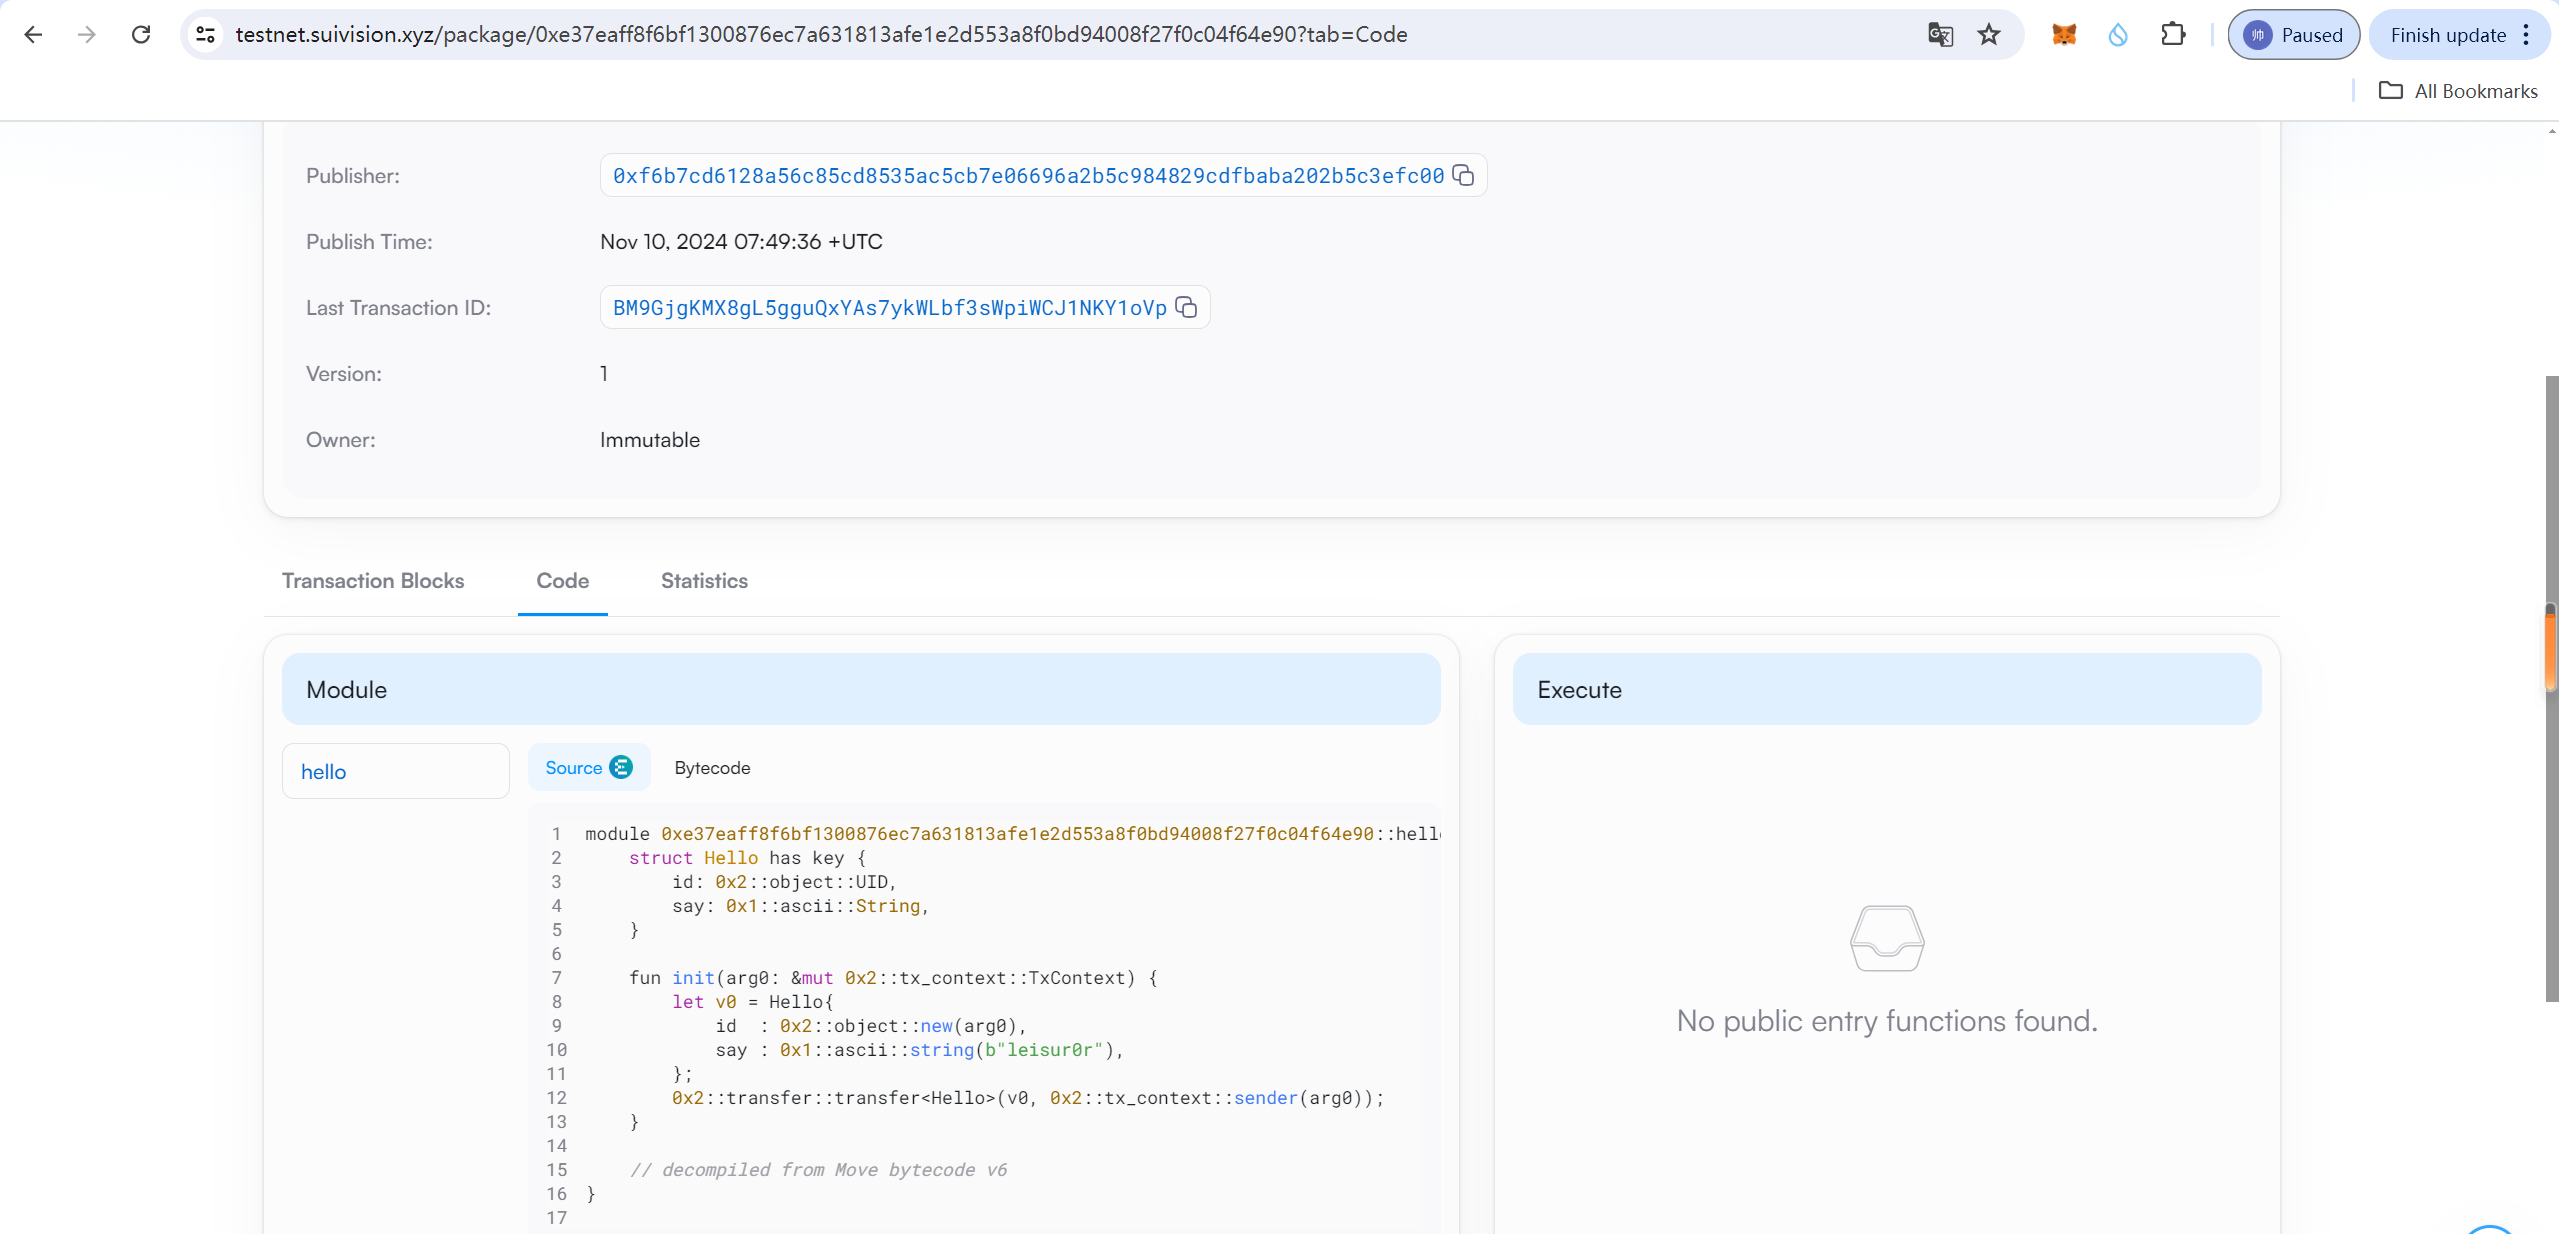 testnet.suivision.xyz/package/0xe37eaff8f6bf1300876ec7a631813afe1e2d553a8f0bd94008f27f0c04f64e90?tab=Code
帅 Paused
Finish update
All Bookmarks
Publisher: 0xf6b7cd6128a56c85cd8535ac5cb7e06696a2b5c984829cdfbaba202b5c3efc00
Publish Time: Nov 10, 2024 07:49:36 +UTC
Last Transaction ID: BM9GjgKMX8gL5gguQxYAs7ykWLbf3sWpiWCJ1NKY1oVp
Version: 1
Owner: Immutable
Transaction Blocks Code Statistics
Module
Execute
hello
Source Bytecode
1 module 0xe37eaff8f6bf1300876ec7a631813afe1e2d553a8f0bd94008f27f0c04f64e90::hell
2 struct Hello has key {
3 id: 0x2::object::UID,
4 say: 0x1::ascii::String,
5 }
6
7 fun init(arg0: &mut 0x2::tx_context::TxContext) {
8 let v0 = Hello{
9 id  : 0x2::object::new(arg0),
10 say : 0x1::ascii::string(b"leisur0r"),
11 };
12 0x2::transfer::transfer<Hello>(v0, 0x2::tx_context::sender(arg0));
13 }
14
15 // decompiled from Move bytecode v6
16 }
17
No public entry functions found.